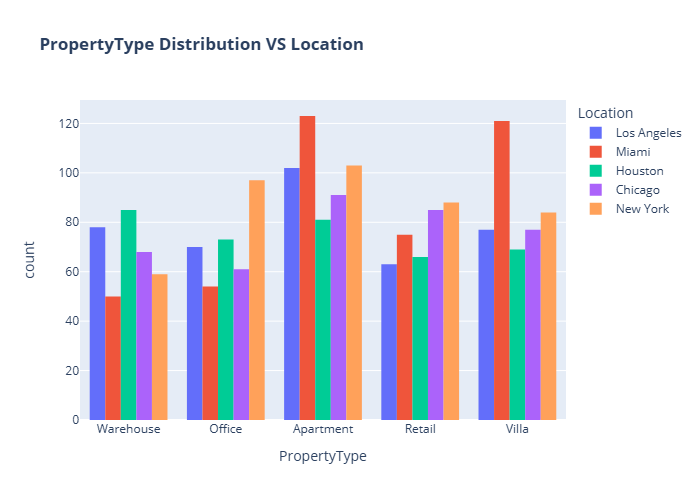 PropertyType Distribution VS Location
Location
Los Angeles
Miami
Houston
Chicago
New York
count
120
100
80
60
40
20
0
Warehouse Office Apartment Retail Villa
PropertyType